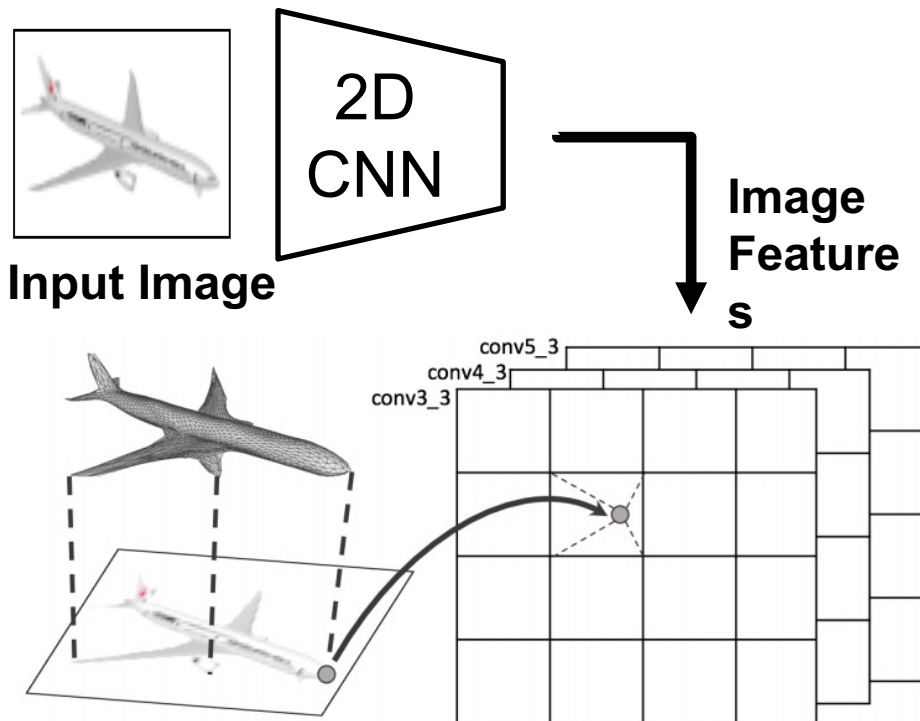 2D
CNN
Image
Feature
s
Input Image
conv5_3
conv4_3
conv3_3